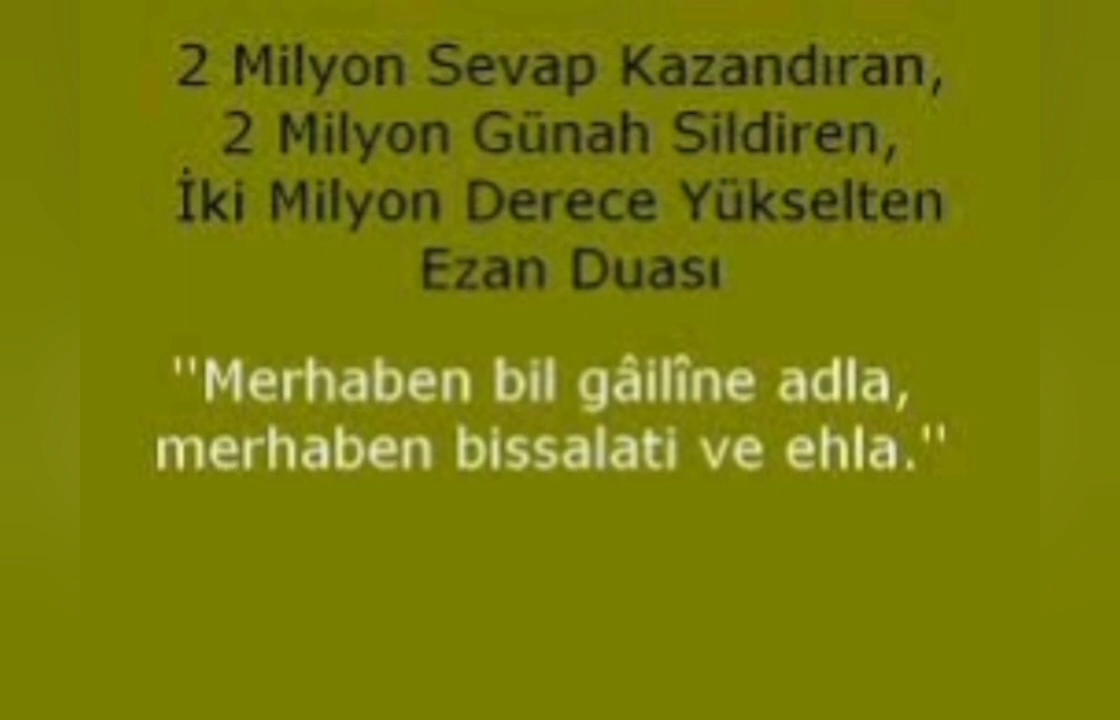 2 Milyon Sevap Kazandıran,
2 Milyon Günah Sildiren,
İki Milyon Derece Yükselten
Ezan Duası
"Merhaben bil gâilîne adla,
merhaben bissalati ve ehla."